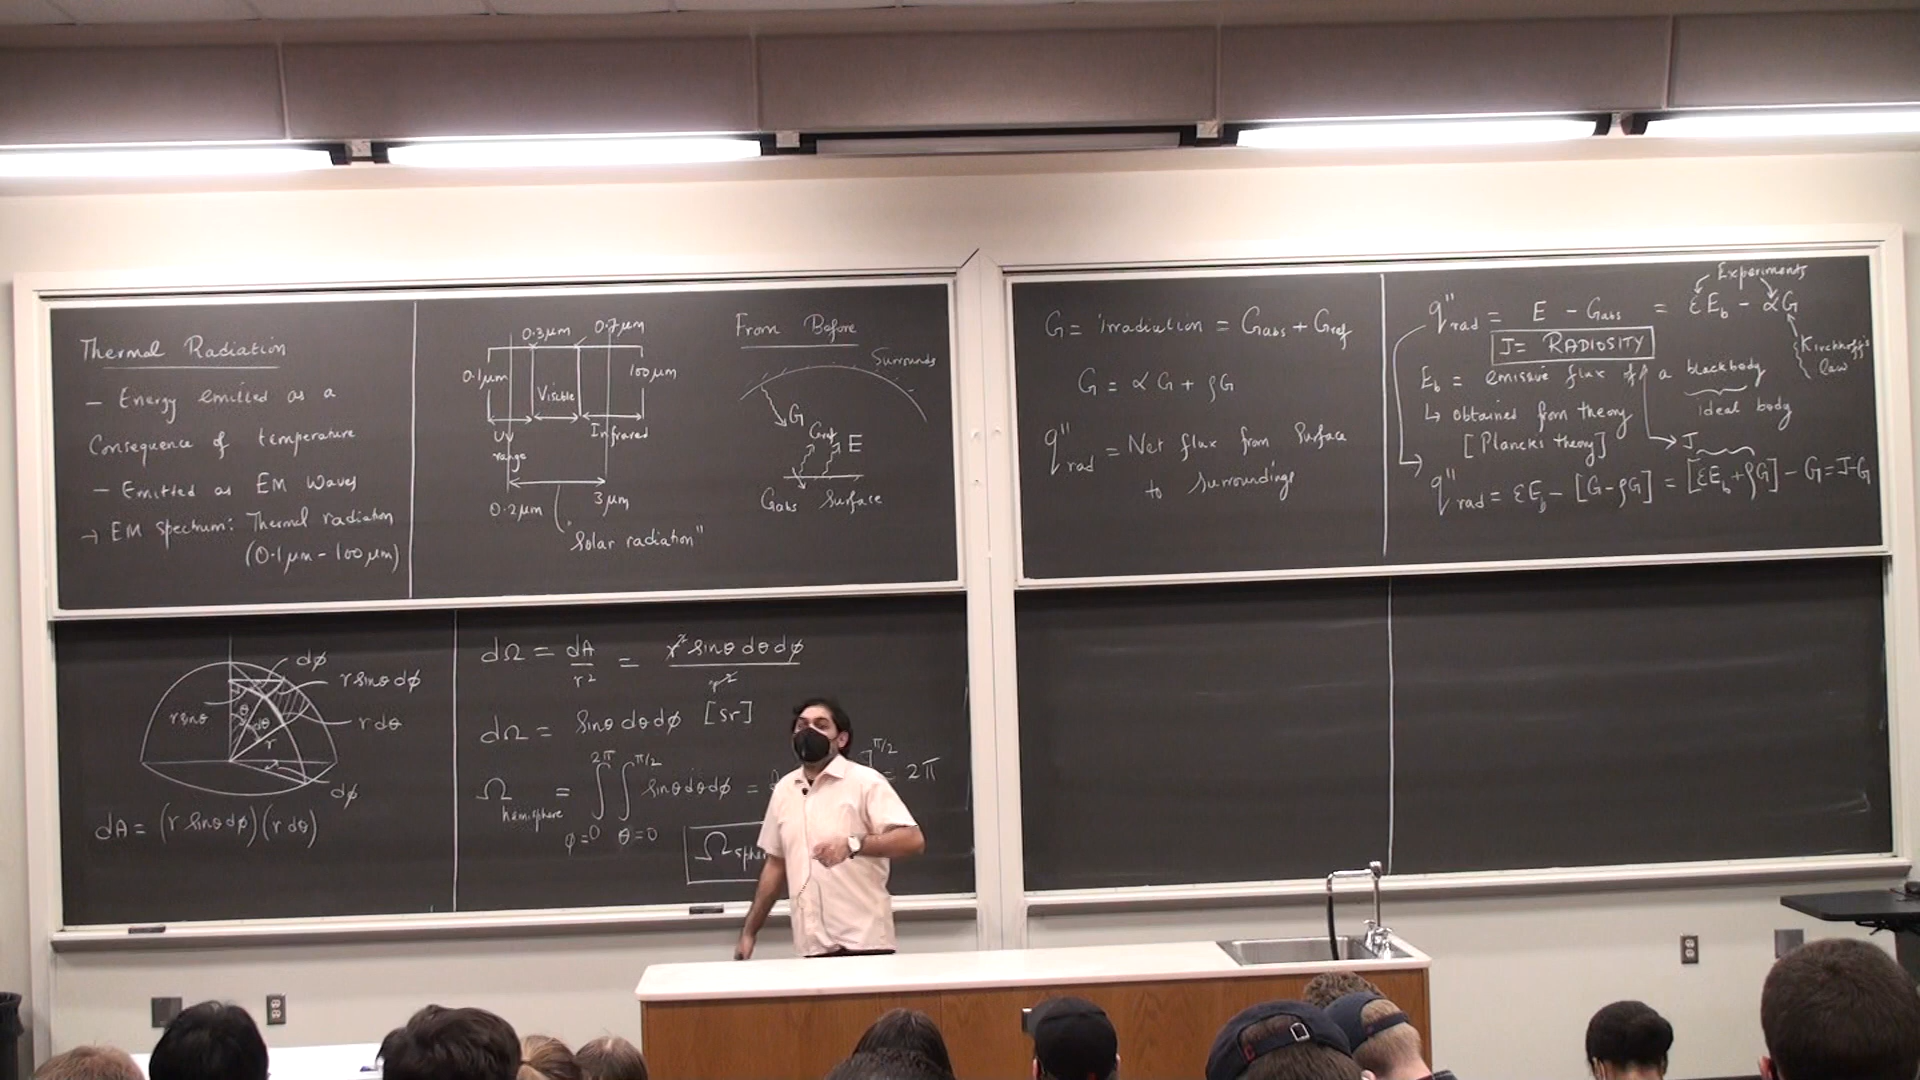 Thermal Radiation
– Energy emitted as a
Consequence of temperature
– Emitted as EM Waves
→ EM spectrum: Thermal radiation
(0.1μm – 100μm)
0.3μm 0.7μm
0.1μm 100μm
Visible
UV range
Infrared
0.2μm 3μm
Solar radiation"
From Before
Surrounds
G
Gref E
Gabs Surface
G = irradiation = Gabs + Gref
G = αG + ρG
q"rad = Net flux from Surface
to Surroundings
Experiments
q"rad = E – Gabs = εEb – αG
J = RADIOSITY
Kirchhoff's law
Eb = emissive flux of a blackbody
ideal body
↳ obtained from theory
[Planck's theory]
J
q"rad = εEb – [G–ρG] = [εEb+ρG] – G = J–G
dφ
r sinθ dφ
r sinθ θ dθ r dθ
r
dφ
dA = (r sinθ dφ)(r dθ)
dΩ = dA/r² = r² sinθ dθ dφ / r²
dΩ = sinθ dθ dφ [sr]
Ω hemisphere = ∫φ=0^2π ∫θ=0^π/2 sinθ dθ dφ = ]^π/2 = 2π
Ω